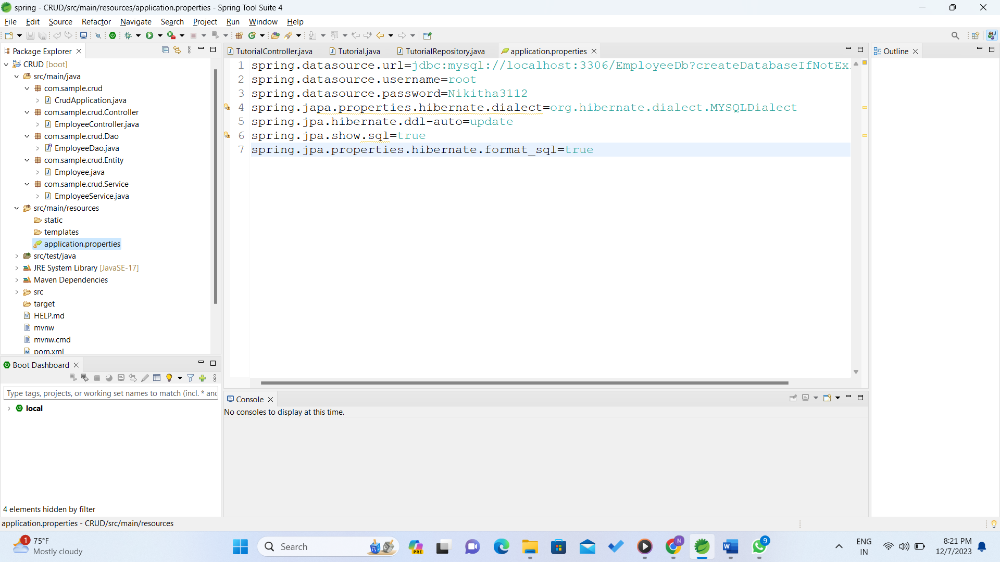 spring - CRUD/src/main/resources/application.properties - Spring Tool Suite 4
File Edit Source Refactor Navigate Search Project Run Window Help
Package Explorer
CRUD [boot]
src/main/java
com.sample.crud
CrudApplication.java
com.sample.crud.Controller
EmployeeController.java
com.sample.crud.Dao
EmployeeDao.java
com.sample.crud.Entity
Employee.java
com.sample.crud.Service
EmployeeService.java
src/main/resources
static
templates
application.properties
src/test/java
JRE System Library [JavaSE-17]
Maven Dependencies
src
target
HELP.md
mvnw
mvnw.cmd
pom.xml
TutorialController.java Tutorial.java TutorialRepository.java application.properties
1 spring.datasource.url=jdbc:mysql://localhost:3306/EmployeeDb?createDatabaseIfNotEx
2 spring.datasource.username=root
3 spring.datasource.password=Nikitha3112
4 spring.japa.properties.hibernate.dialect=org.hibernate.dialect.MYSQLDialect
5 spring.jpa.hibernate.ddl-auto=update
6 spring.jpa.show.sql=true
7 spring.jpa.properties.hibernate.format_sql=true
Outline
Boot Dashboard
Type tags, projects, or working set names to match (incl. * and
local
4 elements hidden by filter
Console
No consoles to display at this time.
application.properties - CRUD/src/main/resources
1
75°F
Mostly cloudy
Search
PRE
N
9
ENG
IN
8:21 PM
12/7/2023